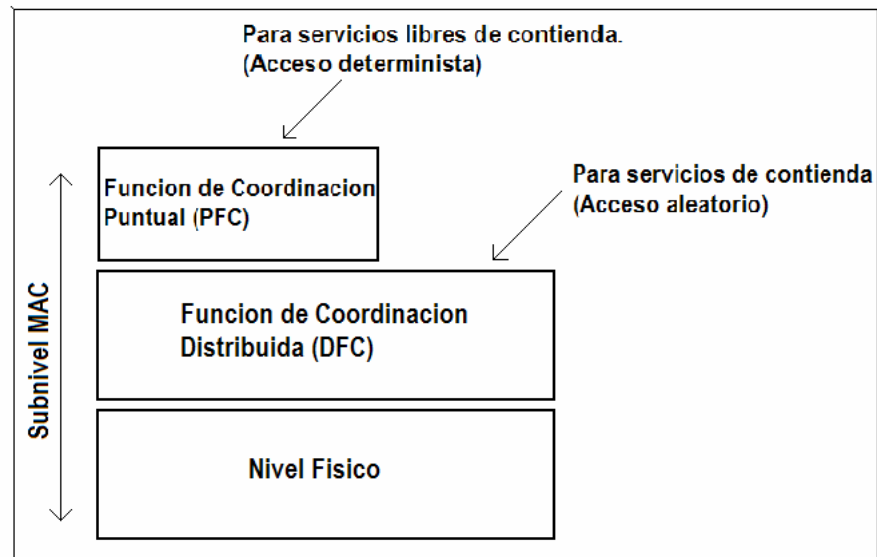 Para servicios libres de contienda.
(Acceso determinista)
Funcion de Coordinacion
Puntual (PFC)
Para servicios de contienda
(Acceso aleatorio)
Funcion de Coordinacion
Distribuida (DFC)
Subnivel MAC
Nivel Fisico